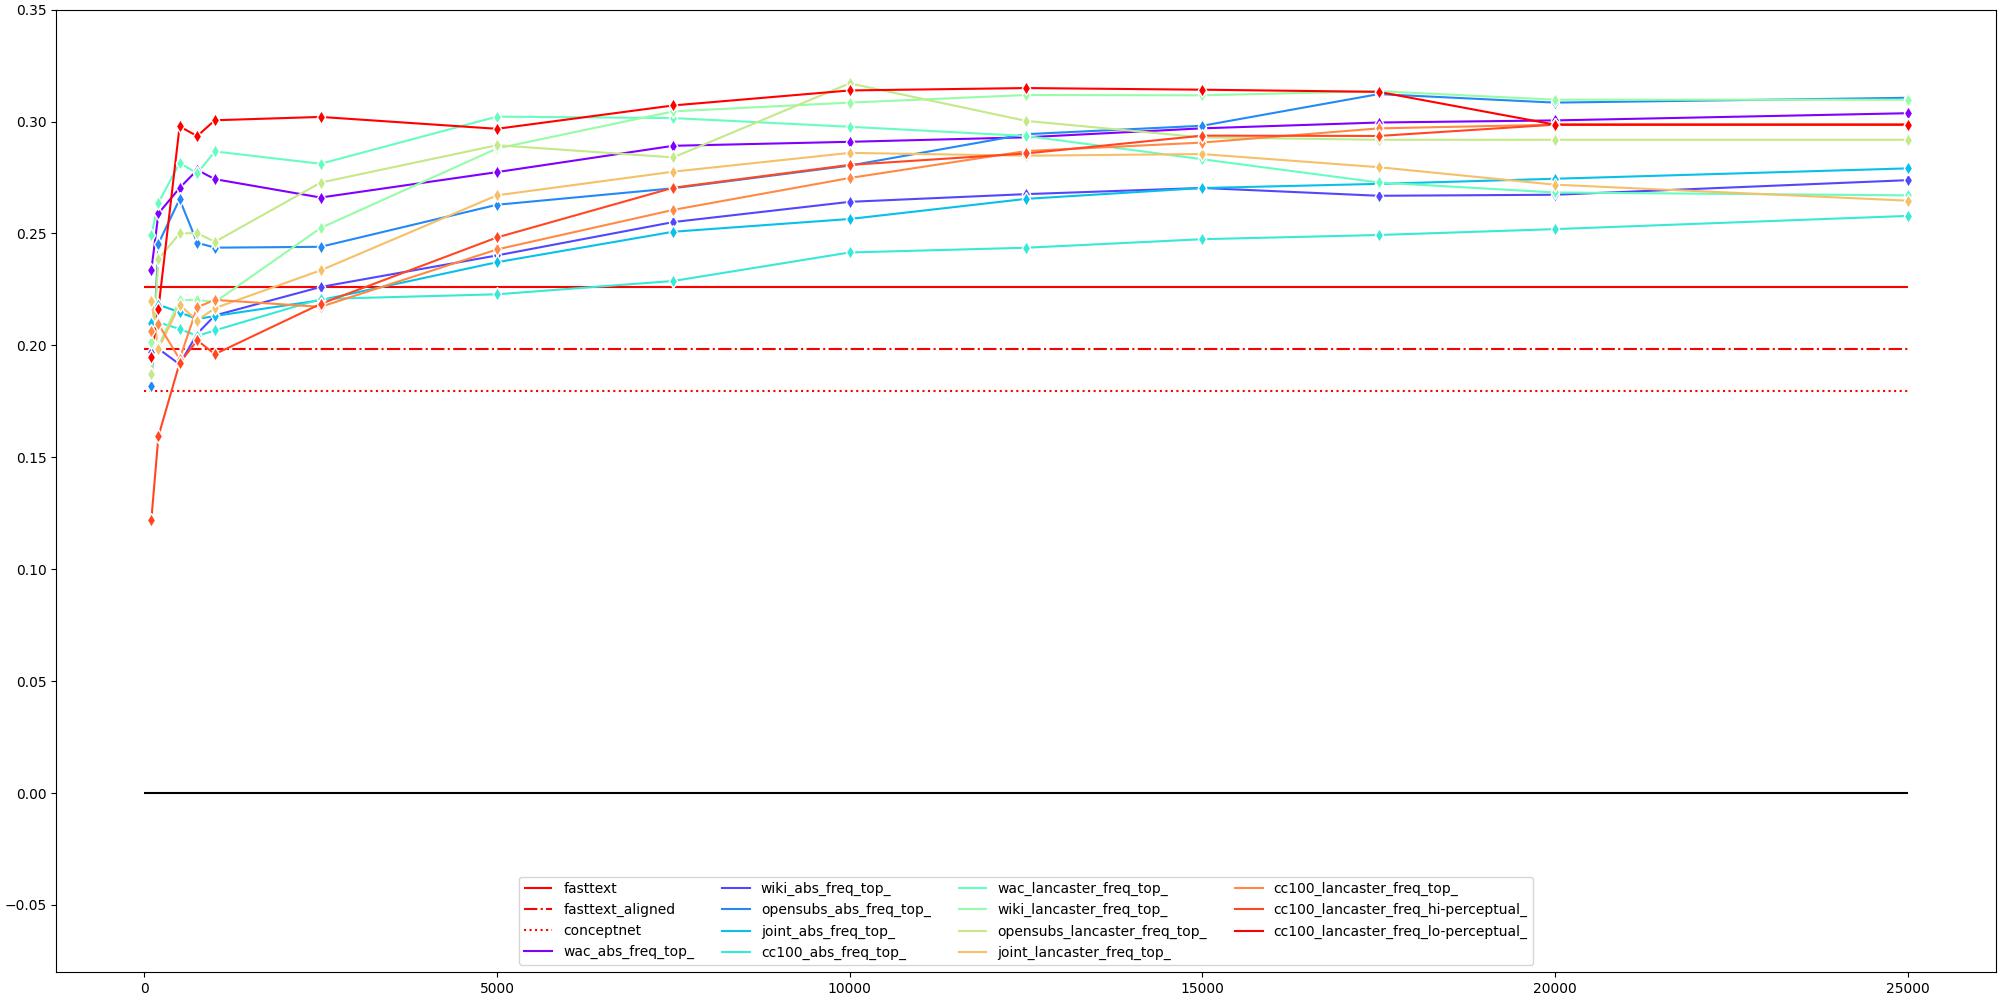 0.35
0.30
0.25
0.20
0.15
0.10
0.05
0.00
−0.05
fasttext
fasttext_aligned
conceptnet
wac_abs_freq_top_
wiki_abs_freq_top_
opensubs_abs_freq_top_
joint_abs_freq_top_
cc100_abs_freq_top_
wac_lancaster_freq_top_
wiki_lancaster_freq_top_
opensubs_lancaster_freq_top_
joint_lancaster_freq_top_
cc100_lancaster_freq_top_
cc100_lancaster_freq_hi-perceptual_
cc100_lancaster_freq_lo-perceptual_
0 5000 10000 15000 20000 25000